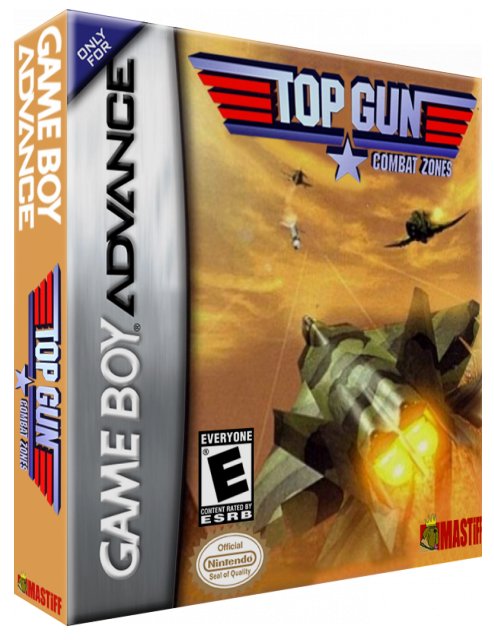 GAME BOY
ADVANCE
TOP GUN
COMBAT ZONES
MASTIFF
ONLY
FOR
GAME BOY ADVANCE
TOP GUN
COMBAT ZONES
EVERYONE
E
CONTENT RATED BY
ESRB
Official
Nintendo
Seal of Quality
MASTIFF